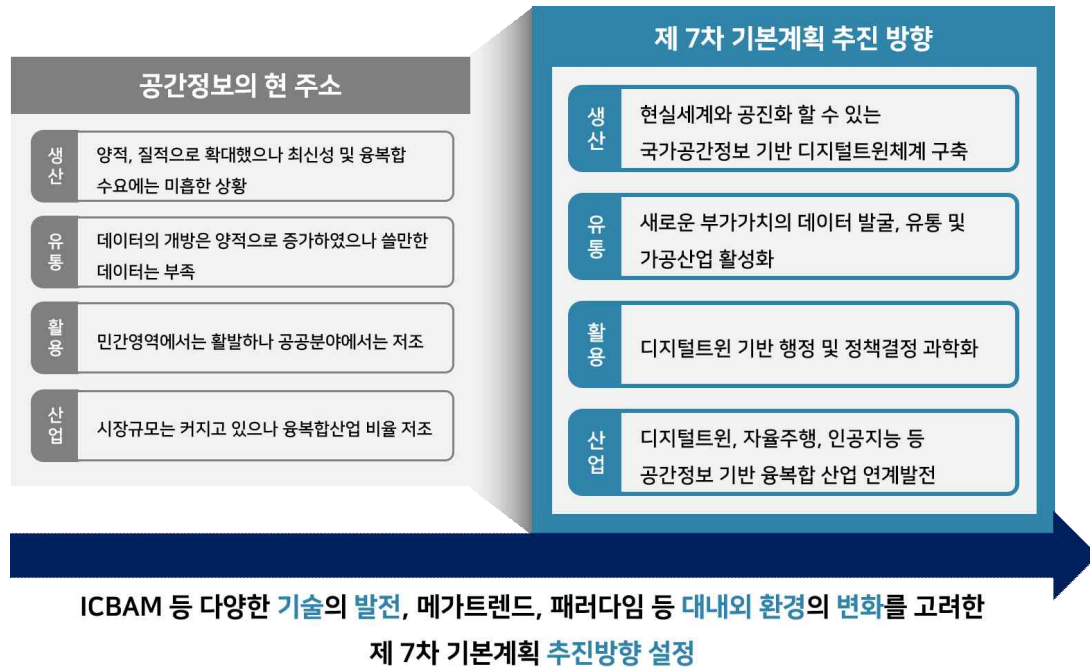 공간정보의 현 주소
생산
양적, 질적으로 확대했으나 최신성 및 융복합
수요에는 미흡한 상황
유통
데이터의 개방은 양적으로 증가하였으나 쓸만한
데이터는 부족
활용
민간영역에서는 활발하나 공공분야에서는 저조
산업
시장규모는 커지고 있으나 융복합산업 비율 저조
제 7차 기본계획 추진 방향
생산
현실세계와 공진화 할 수 있는
국가공간정보 기반 디지털트윈체계 구축
유통
새로운 부가가치의 데이터 발굴, 유통 및
가공산업 활성화
활용
디지털트윈 기반 행정 및 정책결정 과학화
산업
디지털트윈, 자율주행, 인공지능 등
공간정보 기반 융복합 산업 연계발전
ICBAM 등 다양한 기술의 발전, 메가트렌드, 패러다임 등 대내외 환경의 변화를 고려한
제 7차 기본계획 추진방향 설정